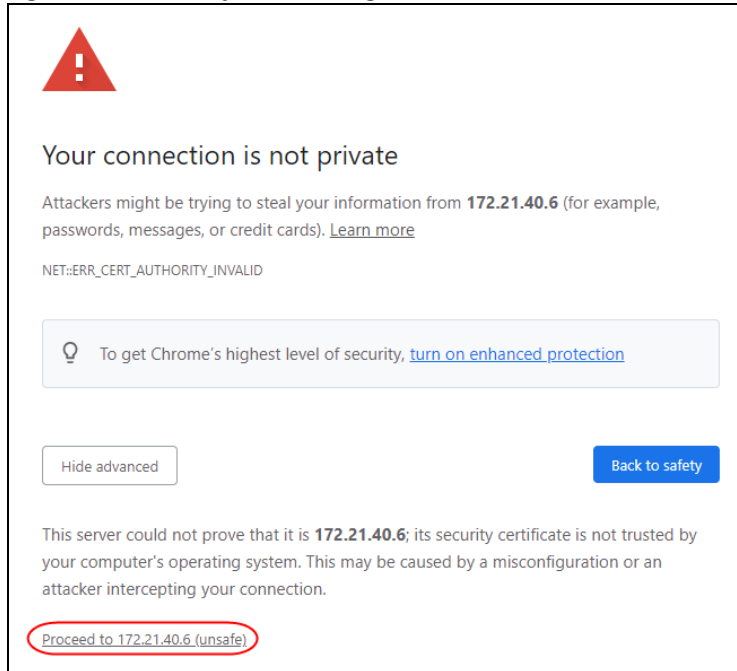 Your connection is not private
Attackers might be trying to steal your information from 172.21.40.6 (for example,
passwords, messages, or credit cards). Learn more
NET::ERR_CERT_AUTHORITY_INVALID
To get Chrome's highest level of security, turn on enhanced protection
Hide advanced
Back to safety
This server could not prove that it is 172.21.40.6; its security certificate is not trusted by
your computer's operating system. This may be caused by a misconfiguration or an
attacker intercepting your connection.
Proceed to 172.21.40.6 (unsafe)